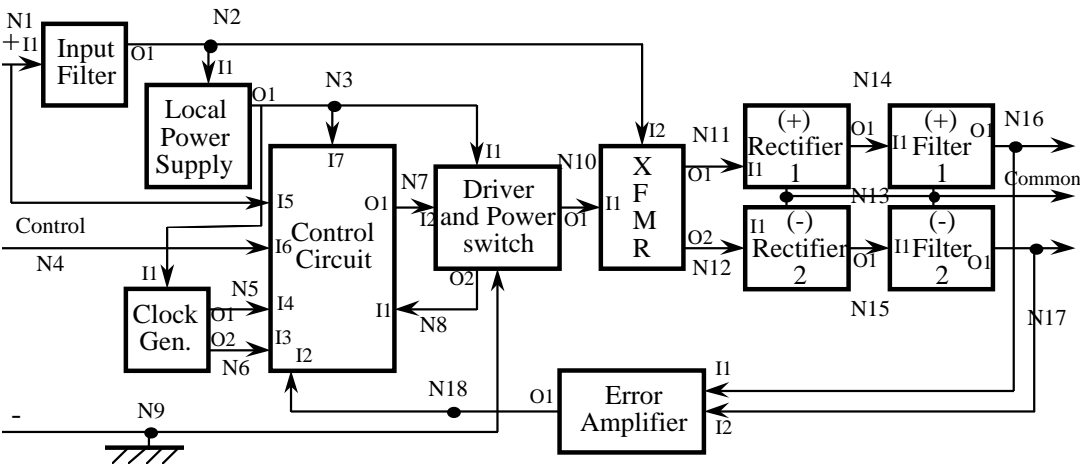 N1
N2
+
I1
Input
Filter
O1
I1
Local
Power
Supply
O1
N3
I7
I1
I2
N10
N11
N14
N16
XFMR
I1
O1
O2
N12
(+)
Rectifier
1
I1
O1
I1
(+)
Filter
1
O1
Common
N13
I1
(-)
Rectifier
2
O1
I1
(-)
Filter
2
O1
N15
N17
Control
N4
I5
I6
Control
Circuit
O1
N7
I2
Driver
and Power
switch
O1
O2
N8
I1
I1
Clock
Gen.
O1
O2
N5
N6
I4
I3
I2
-
N9
N18
O1
Error
Amplifier
I1
I2